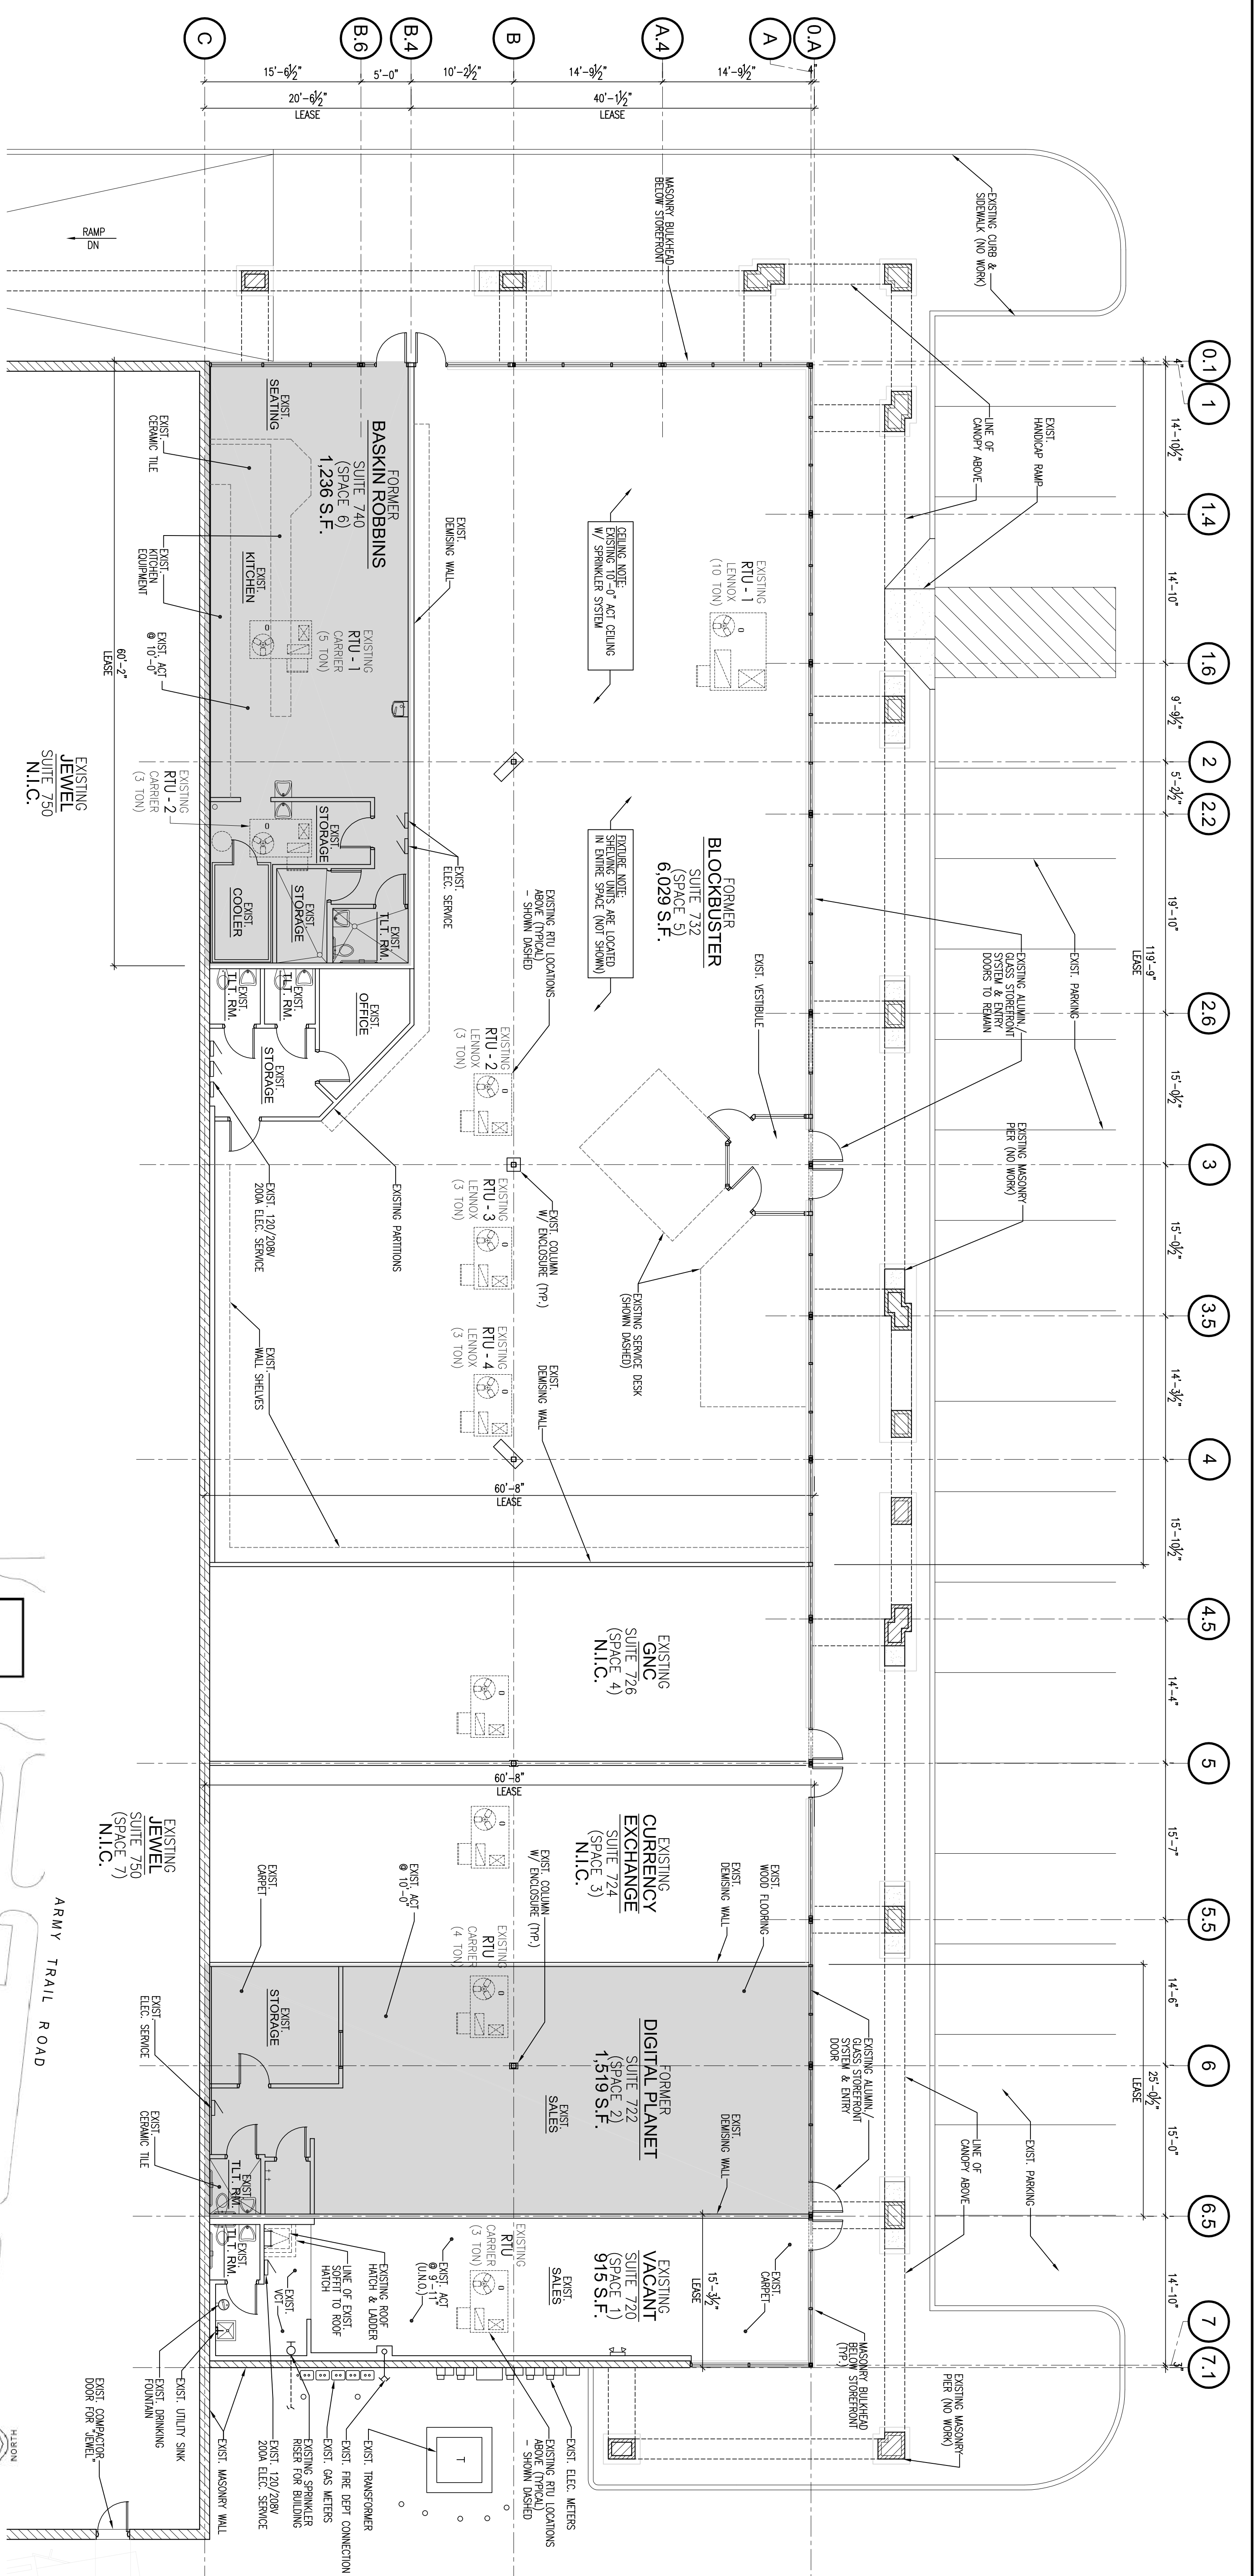 0.1
1
1.4
1.6
2
2.2
2.6
3
3.5
4
4.5
5
5.5
6
6.5
7
7.1
4"
14'-10½"
14'-10"
9'-9½"
5'-2½"
19'-10"
15'-0½"
15'-0½"
14'-3½"
15'-10½"
14'-4"
15'-7"
14'-6"
15'-0"
14'-10"
3"
119'-9"
LEASE
25'-0½"
LEASE
0.A
A
A.4
B
B.4
B.6
C
4"
14'-9½"
14'-9½"
10'-2½"
5'-0"
15'-6½"
40'-1½"
LEASE
20'-6½"
LEASE
EXISTING CURB &
SIDEWALK (NO WORK)
LINE OF
CANOPY ABOVE
EXIST.
HANDICAP RAMP
EXIST. PARKING
EXISTING ALUMIN./
GLASS STOREFRONT
SYSTEM & ENTRY
DOORS TO REMAIN
EXISTING MASONRY
PIER (NO WORK)
MASONRY BULKHEAD
BELOW STOREFRONT
RAMP
DN
CEILING NOTE:
EXISTING 10'-0" ACT CEILING
W/ SPRINKLER SYSTEM
EXISTING
RTU - 1
LENNOX
(10 TON)
FORMER
BLOCKBUSTER
SUITE 732
(SPACE 5)
6,029 S.F.
FIXTURE NOTE:
SHELVING UNITS ARE LOCATED
IN ENTIRE SPACE (NOT SHOWN)
EXIST. VESTIBULE
EXISTING SERVICE DESK
(SHOWN DASHED)
EXISTING RTU LOCATIONS
ABOVE (TYPICAL)
- SHOWN DASHED
EXISTING
RTU - 2
LENNOX
(3 TON)
EXISTING
RTU - 3
LENNOX
(3 TON)
EXISTING
RTU - 4
LENNOX
(3 TON)
EXIST. COLUMN
W/ ENCLOSURE (TYP.)
EXIST.
DEMISING WALL
60'-8"
LEASE
EXIST.
DEMISING WALL
FORMER
BASKIN ROBBINS
SUITE 740
(SPACE 6)
1,236 S.F.
EXIST.
SEATING
EXIST.
KITCHEN
EXISTING
RTU - 1
CARRIER
(5 TON)
EXIST.
CERAMIC TILE
EXIST.
KITCHEN
EQUIPMENT
EXIST. ACT
@ 10'-0"
60'-2"
LEASE
EXISTING
RTU - 2
CARRIER
(3 TON)
EXIST.
STORAGE
EXIST.
STORAGE
EXIST.
COOLER
EXIST.
TLT. RM.
EXIST.
ELEC. SERVICE
EXIST.
TLT. RM.
EXIST.
TLT. RM.
EXIST.
OFFICE
EXIST.
STORAGE
EXISTING PARTITIONS
EXIST. 120/208V
200A ELEC. SERVICE
EXIST.
WALL SHELVES
EXISTING
JEWEL
SUITE 750
N.I.C.
EXISTING
GNC
SUITE 726
(SPACE 4)
N.I.C.
60'-8"
LEASE
EXISTING
CURRENCY
EXCHANGE
SUITE 724
(SPACE 3)
N.I.C.
EXIST.
DEMISING WALL
EXIST.
WOOD FLOORING
EXIST. COLUMN
W/ ENCLOSURE (TYP.)
EXIST. ACT
@ 10'-0"
EXIST.
CARPET
EXISTING
RTU
CARRIER
(4 TON)
FORMER
DIGITAL PLANET
SUITE 722
(SPACE 2)
1,519 S.F.
EXIST.
SALES
EXIST.
STORAGE
EXIST.
ELEC. SERVICE
EXIST.
CERAMIC TILE
EXIST.
TLT. RM.
EXISTING ALUMIN./
GLASS STOREFRONT
SYSTEM & ENTRY
DOOR
LINE OF
CANOPY ABOVE
EXIST. PARKING
EXIST.
DEMISING WALL
15'-3½"
LEASE
EXISTING
VACANT
SUITE 720
(SPACE 1)
915 S.F.
EXIST.
SALES
EXIST.
CARPET
EXISTING
RTU
CARRIER
(3 TON)
EXIST. ACT
@ 9'-11"
(U.N.O.)
EXISTING ROOF
HATCH & LADDER
LINE OF EXIST.
SOFFIT TO ROOF
HATCH
EXIST.
VCT
EXIST.
TLT. RM.
MASONRY BULKHEAD
BELOW STOREFRONT
(TYP.)
EXISTING MASONRY
PIER (NO WORK)
EXIST. ELEC. METERS
EXISTING RTU LOCATIONS
ABOVE (TYPICAL)
- SHOWN DASHED
T
EXIST. TRANSFORMER
EXIST. FIRE DEPT CONNECTION
EXIST. GAS METERS
EXISTING SPRINKLER
RISER FOR BUILDING
EXIST. 120/208V
200A ELEC. SERVICE
EXIST. MASONRY WALL
EXIST. UTILITY SINK
EXIST. DRINKING
FOUNTAIN
EXIST. COMPACTOR
DOOR FOR "JEWEL"
EXISTING
JEWEL
SUITE 750
(SPACE 7)
N.I.C.
ARMY TRAIL ROAD
NORTH